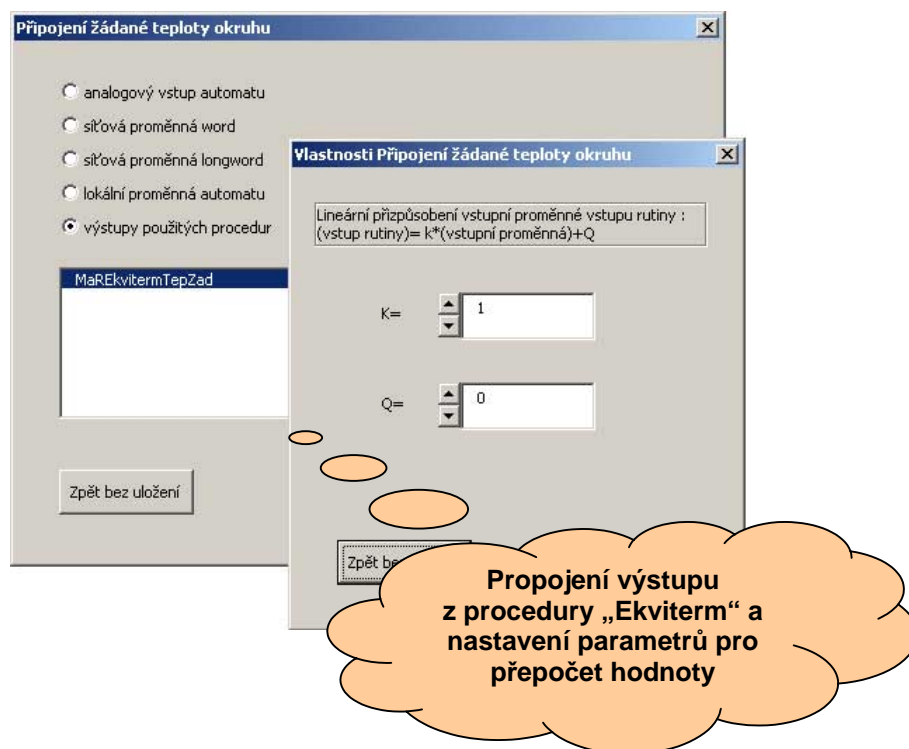 Připojení žádané teploty okruhu
analogový vstup automatu
síťová proměnná word
síťová proměnná longword
lokální proměnná automatu
výstupy použitých procedur
MaREkvitermTepZad
Zpět bez uložení
Vlastnosti Připojení žádané teploty okruhu
Lineární přizpůsobení vstupní proměnné vstupu rutiny :
(vstup rutiny)= k*(vstupní proměnná)+Q
K= 1
Q= 0
Zpět be
Propojení výstupu
z procedury „Ekviterm“ a
nastavení parametrů pro
přepočet hodnoty